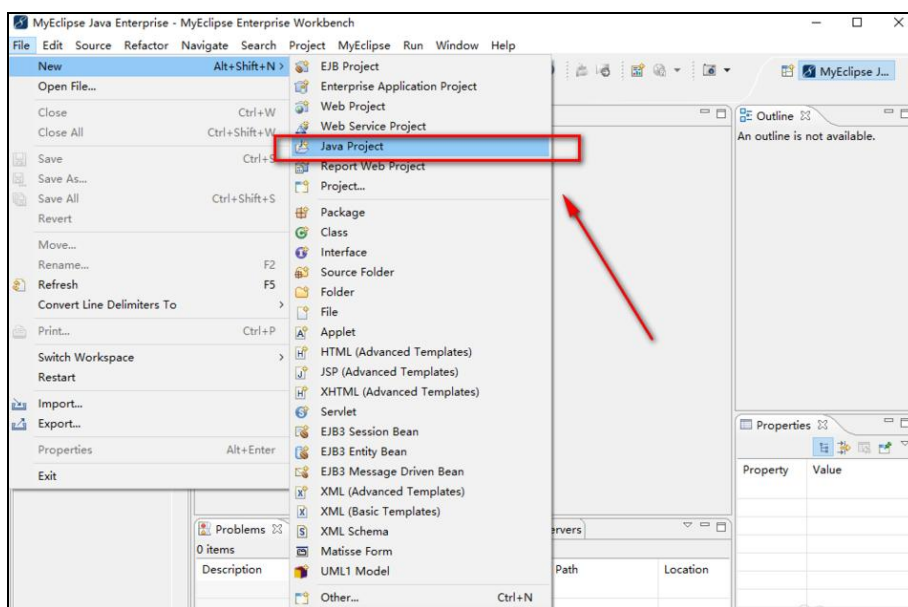 MyEclipse Java Enterprise - MyEclipse Enterprise Workbench
File Edit Source Refactor Navigate Search Project MyEclipse Run Window Help
New Alt+Shift+N >
Open File...
Close Ctrl+W
Close All Ctrl+Shift+W
Save Ctrl+S
Save As...
Save All Ctrl+Shift+S
Revert
Move...
Rename... F2
Refresh F5
Convert Line Delimiters To >
Print... Ctrl+P
Switch Workspace >
Restart
Import...
Export...
Properties Alt+Enter
Exit
EJB Project
Enterprise Application Project
Web Project
Web Service Project
Java Project
Report Web Project
Project...
Package
Class
Interface
Source Folder
Folder
File
Applet
HTML (Advanced Templates)
JSP (Advanced Templates)
XHTML (Advanced Templates)
Servlet
EJB3 Session Bean
EJB3 Entity Bean
EJB3 Message Driven Bean
XML (Advanced Templates)
XML (Basic Templates)
XML Schema
Matisse Form
UML1 Model
Other... Ctrl+N
MyEclipse J...
Outline
An outline is not available.
Properties
Property Value
Problems
ervers
0 items
Description Path Location